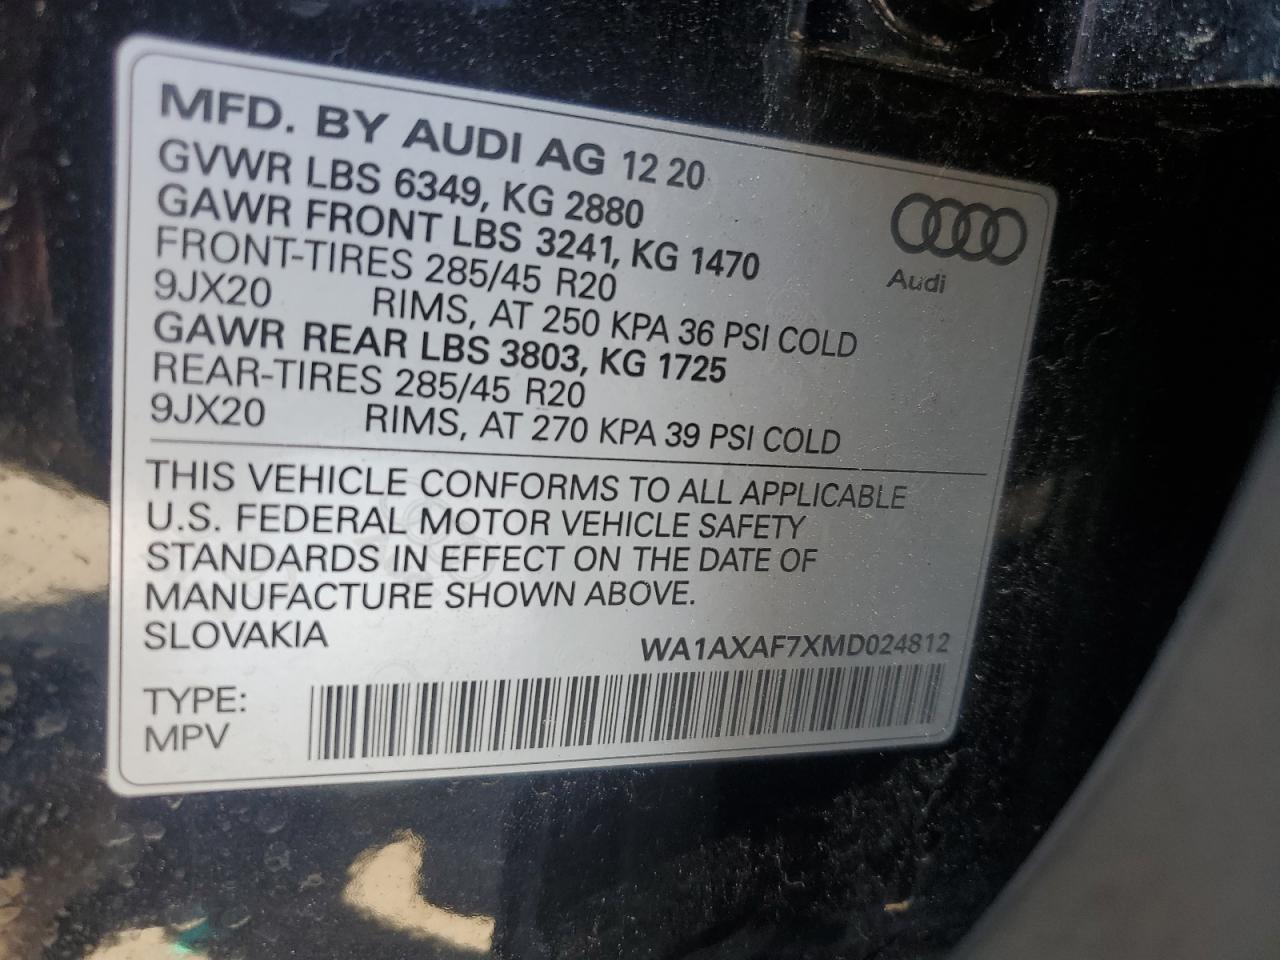 MFD. BY AUDI AG 12 20
GVWR LBS 6349, KG 2880
GAWR FRONT LBS 3241, KG 1470
FRONT-TIRES 285/45 R20
9JX20 RIMS, AT 250 KPA 36 PSI COLD
GAWR REAR LBS 3803, KG 1725
REAR-TIRES 285/45 R20
9JX20 RIMS, AT 270 KPA 39 PSI COLD
Audi
THIS VEHICLE CONFORMS TO ALL APPLICABLE
U.S. FEDERAL MOTOR VEHICLE SAFETY
STANDARDS IN EFFECT ON THE DATE OF
MANUFACTURE SHOWN ABOVE.
SLOVAKIA WA1AXAF7XMD024812
TYPE:
MPV